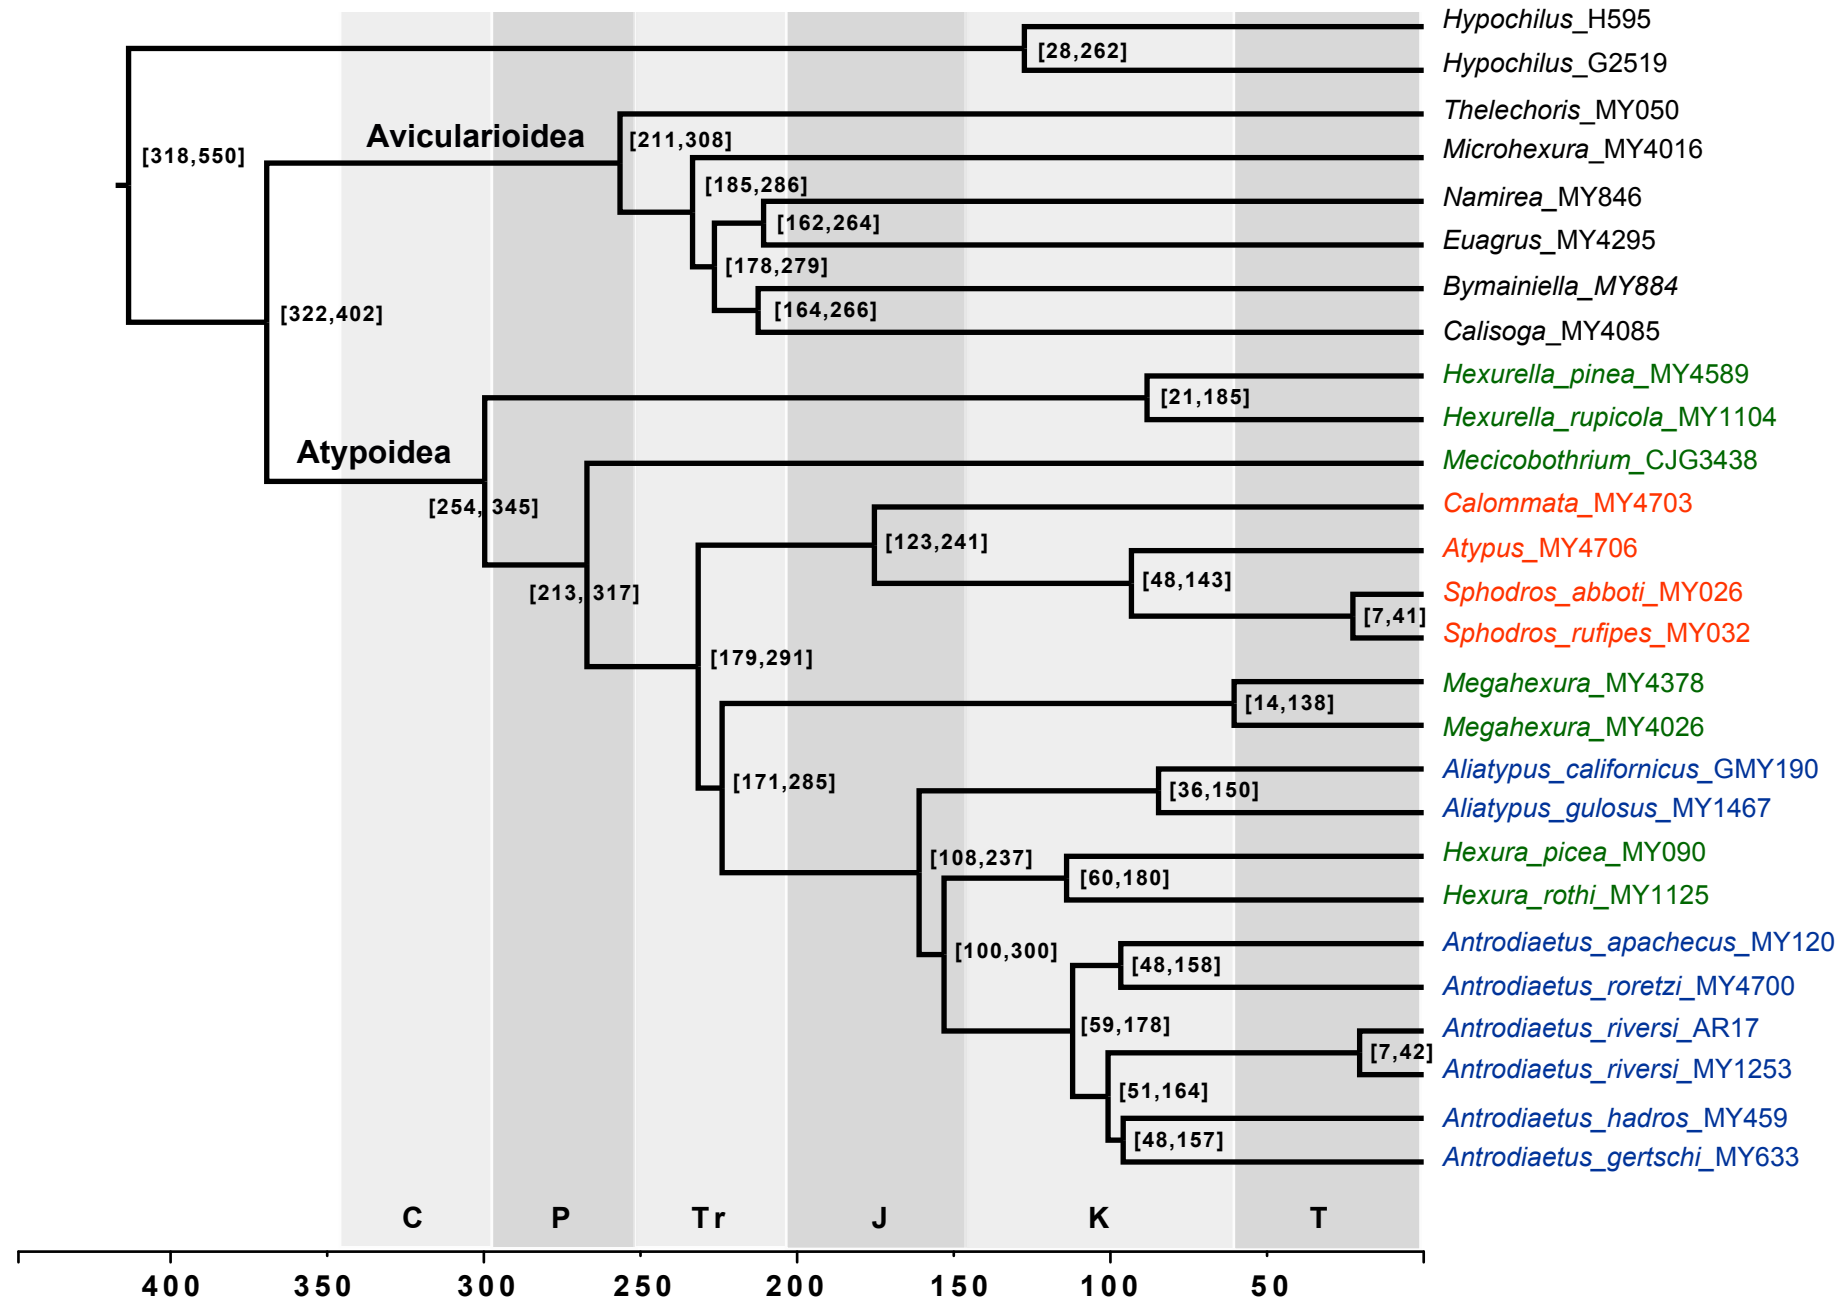 Hypochilus_H595
[28,262]
Hypochilus_G2519
Thelechoris_MY050
Avicularioidea
[211,308]
[318,550]
Microhexura_MY4016
[185,286]
Namirea_MY846
[162,264]
Euagrus_MY4295
[178,279]
Bymainiella_MY884
[322,402]
[164,266]
Calisoga_MY4085
Hexurella_pinea_MY4589
[21,185]
Hexurella_rupicola_MY1104
Atypoidea
Mecicobothrium_CJG3438
[254, 345]
Calommata_MY4703
[123,241]
Atypus_MY4706
[48,143]
[213, 317]
Sphodros_abboti_MY026
[7,41]
Sphodros_rufipes_MY032
[179,291]
Megahexura_MY4378
[14,138]
Megahexura_MY4026
Aliatypus_californicus_GMY190
[171,285]
[36,150]
Aliatypus_gulosus_MY1467
Hexura_picea_MY090
[108,237]
[60,180]
Hexura_rothi_MY1125
Antrodiaetus_apachecus_MY120
[100,300]
[48,158]
Antrodiaetus_roretzi_MY4700
[59,178]
Antrodiaetus_riversi_AR17
[7,42]
Antrodiaetus_riversi_MY1253
[51,164]
Antrodiaetus_hadros_MY459
[48,157]
Antrodiaetus_gertschi_MY633
C P Tr J K T
400 350 300 250 200 150 100 50